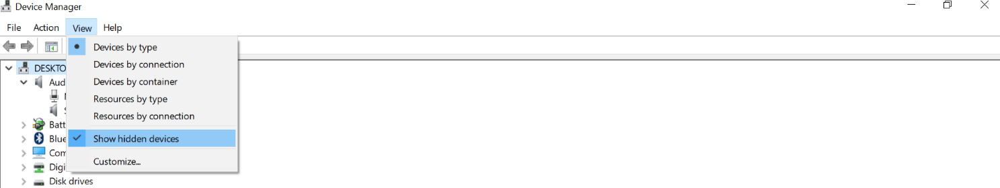 Device Manager
File Action View Help
Devices by type
Devices by connection
DESKTO
Devices by container
Aud
Resources by type
Resources by connection
Batt
Show hidden devices
Blue
Com
Customize...
Digi
Disk drives